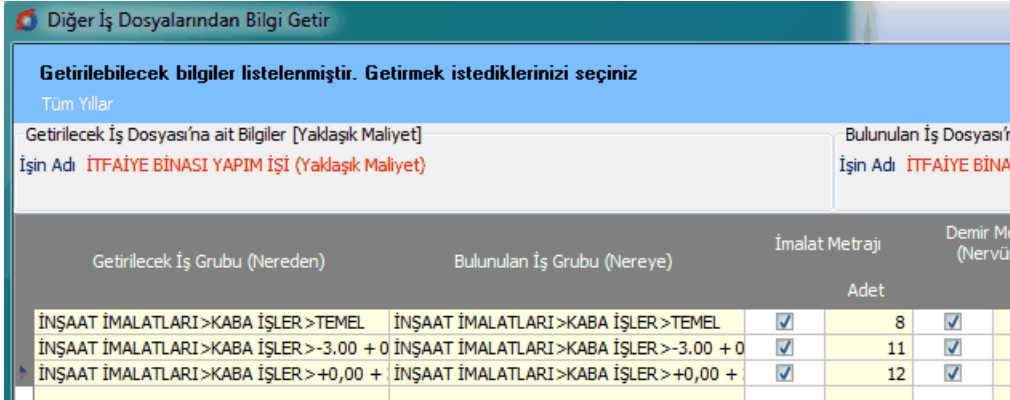 Diğer İş Dosyalarından Bilgi Getir
Getirilebilecek bilgiler listelenmiştir. Getirmek istediklerinizi seçiniz
Tüm Yıllar
Getirilecek İş Dosyası'na ait Bilgiler [Yaklaşık Maliyet] Bulunulan İş Dosyası'
İşin Adı İTFAİYE BİNASI YAPIM İŞİ (Yaklaşık Maliyet) İşin Adı İTFAİYE BİNA
Getirilecek İş Grubu (Nereden) Bulunulan İş Grubu (Nereye) İmalat Metrajı Demir M
(Nervü
Adet
İNŞAAT İMALATLARI>KABA İŞLER>TEMEL İNŞAAT İMALATLARI>KABA İŞLER>TEMEL 8
İNŞAAT İMALATLARI>KABA İŞLER>-3.00 + 0 İNŞAAT İMALATLARI>KABA İŞLER>-3.00 + 0 11
İNŞAAT İMALATLARI>KABA İŞLER>+0,00 + İNŞAAT İMALATLARI>KABA İŞLER>+0,00 + 12